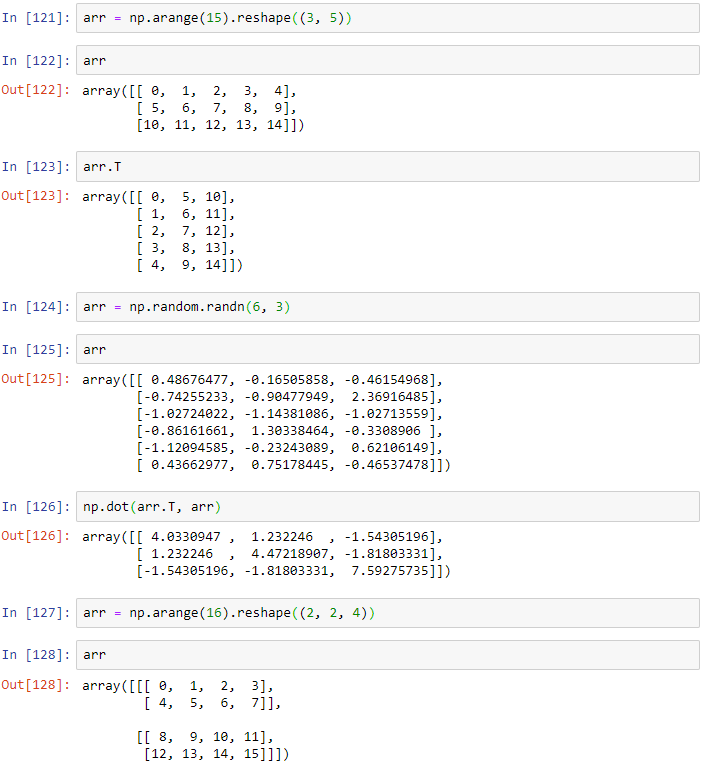 In [121]: arr = np.arange(15).reshape((3, 5))
In [122]: arr
Out[122]: array([[ 0,  1,  2,  3,  4],
       [ 5,  6,  7,  8,  9],
       [10, 11, 12, 13, 14]])
In [123]: arr.T
Out[123]: array([[ 0,  5, 10],
       [ 1,  6, 11],
       [ 2,  7, 12],
       [ 3,  8, 13],
       [ 4,  9, 14]])
In [124]: arr = np.random.randn(6, 3)
In [125]: arr
Out[125]: array([[ 0.48676477, -0.16505858, -0.46154968],
       [-0.74255233, -0.90477949,  2.36916485],
       [-1.02724022, -1.14381086, -1.02713559],
       [-0.86161661,  1.30338464, -0.3308906 ],
       [-1.12094585, -0.23243089,  0.62106149],
       [ 0.43662977,  0.75178445, -0.46537478]])
In [126]: np.dot(arr.T, arr)
Out[126]: array([[ 4.0330947 ,  1.232246  , -1.54305196],
       [ 1.232246  ,  4.47218907, -1.81803331],
       [-1.54305196, -1.81803331,  7.59275735]])
In [127]: arr = np.arange(16).reshape((2, 2, 4))
In [128]: arr
Out[128]: array([[[ 0,  1,  2,  3],
        [ 4,  5,  6,  7]],
       [[ 8,  9, 10, 11],
        [12, 13, 14, 15]]])